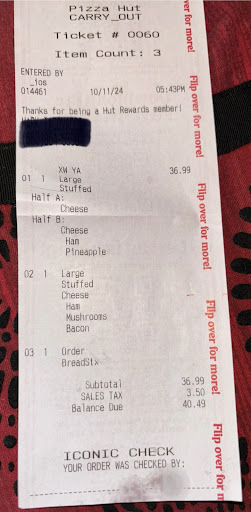 Pizza Hut
CARRY_OUT
Ticket # 0060
Item Count: 3
ENTERED BY
_ios
014461 10/11/24 05:43PM
Thanks for being a Hut Rewards member!
XW YA 36.99
01 1 Large
Stuffed
Half A:
Cheese
Half B:
Cheese
Ham
Pineapple
02 1 Large
Stuffed
Cheese
Ham
Mushrooms
Bacon
03 1 Order
BreadStx
Subtotal 36.99
SALES TAX 3.50
Balance Due 40.49
ICONIC CHECK
YOUR ORDER WAS CHECKED BY:
for more!
Flip over for more!
Flip over for more!
Flip over for more!
Flip over for more!
Flip over for m